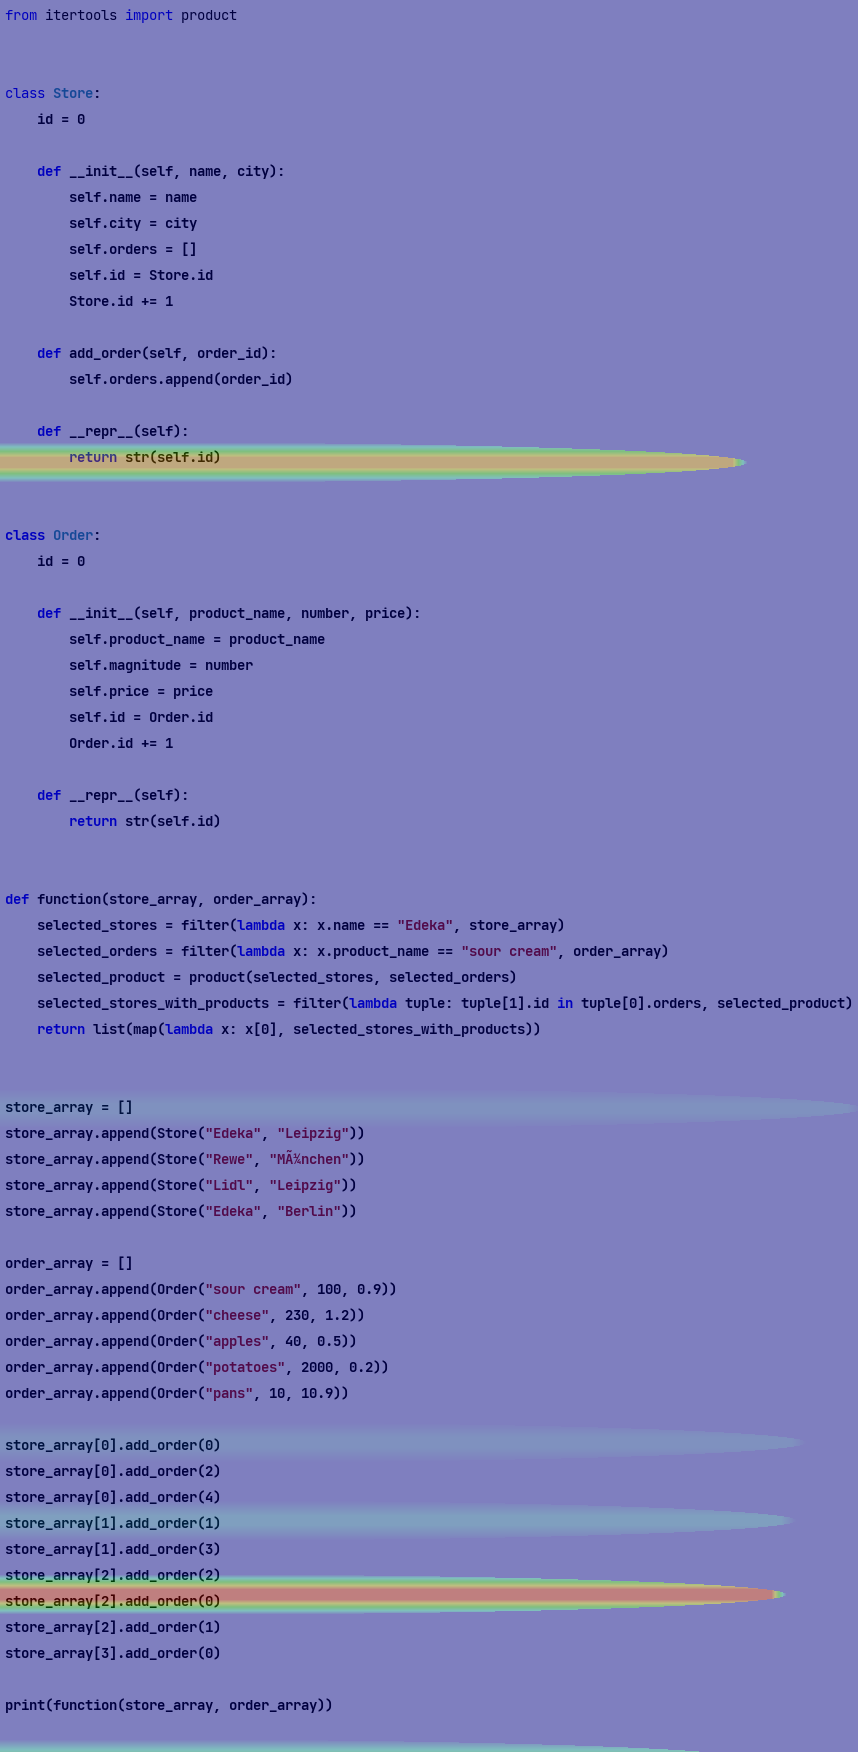 from itertools import product
class Store:
    id = 0
    def __init__(self, name, city):
        self.name = name
        self.city = city
        self.orders = []
        self.id = Store.id
        Store.id += 1
    def add_order(self, order_id):
        self.orders.append(order_id)
    def __repr__(self):
        return str(self.id)
class Order:
    id = 0
    def __init__(self, product_name, number, price):
        self.product_name = product_name
        self.magnitude = number
        self.price = price
        self.id = Order.id
        Order.id += 1
    def __repr__(self):
        return str(self.id)
def function(store_array, order_array):
    selected_stores = filter(lambda x: x.name == "Edeka", store_array)
    selected_orders = filter(lambda x: x.product_name == "sour cream", order_array)
    selected_product = product(selected_stores, selected_orders)
    selected_stores_with_products = filter(lambda tuple: tuple[1].id in tuple[0].orders, selected_product)
    return list(map(lambda x: x[0], selected_stores_with_products))
store_array = []
store_array.append(Store("Edeka", "Leipzig"))
store_array.append(Store("Rewe", "MÃ¼nchen"))
store_array.append(Store("Lidl", "Leipzig"))
store_array.append(Store("Edeka", "Berlin"))
order_array = []
order_array.append(Order("sour cream", 100, 0.9))
order_array.append(Order("cheese", 230, 1.2))
order_array.append(Order("apples", 40, 0.5))
order_array.append(Order("potatoes", 2000, 0.2))
order_array.append(Order("pans", 10, 10.9))
store_array[0].add_order(0)
store_array[0].add_order(2)
store_array[0].add_order(4)
store_array[1].add_order(1)
store_array[1].add_order(3)
store_array[2].add_order(2)
store_array[2].add_order(0)
store_array[2].add_order(1)
store_array[3].add_order(0)
print(function(store_array, order_array))